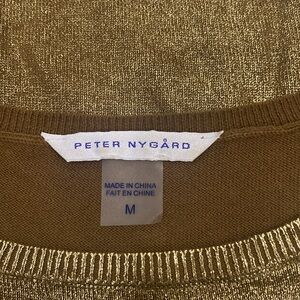 PETER NYGÅRD
MADE IN CHINA
FAIT EN CHINE
M